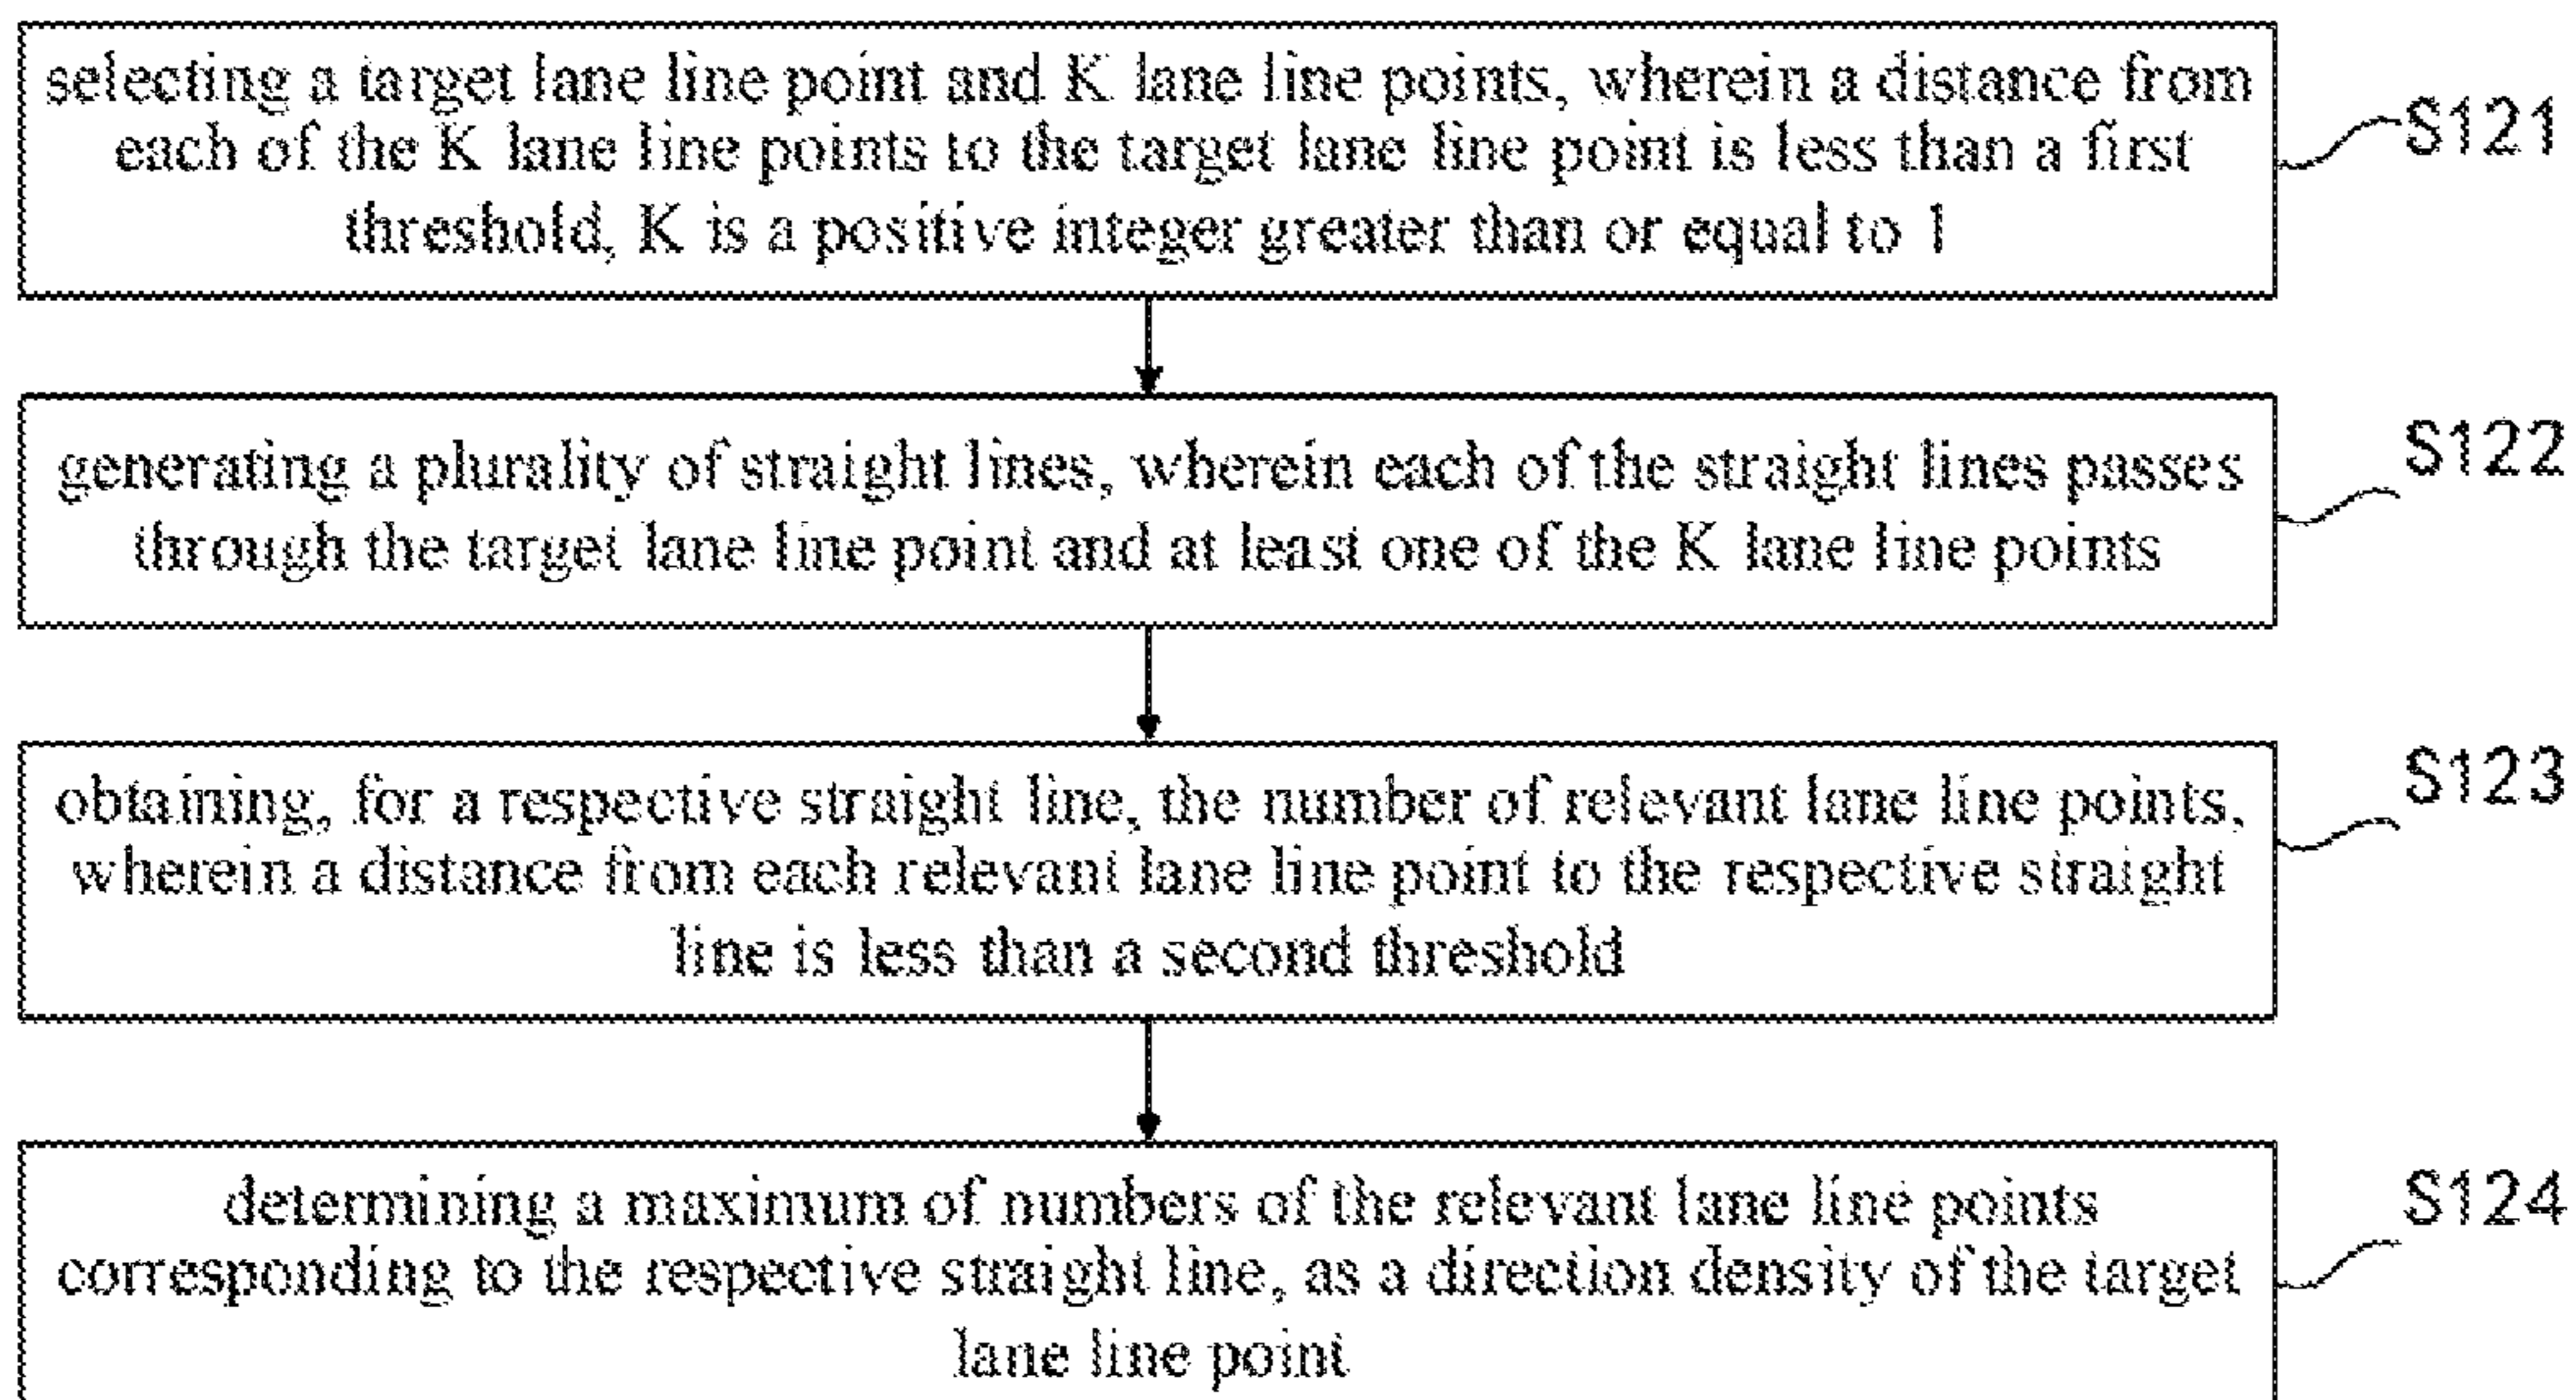 selecting a target lane line point and K lane line points, wherein a distance from
each of the K lane line points to the target lane line point is less than a first
threshold, K is a positive integer greater than or equal to 1
S121
generating a plurality of straight lines, wherein each of the straight lines passes
through the target lane line point and at least one of the K lane line points
S122
obtaining, for a respective straight line, the number of relevant lane line points,
wherein a distance from each relevant lane line point to the respective straight
line is less than a second threshold
S123
determining a maximum of numbers of the relevant lane line points
corresponding to the respective straight line, as a direction density of the target
lane line point
S124